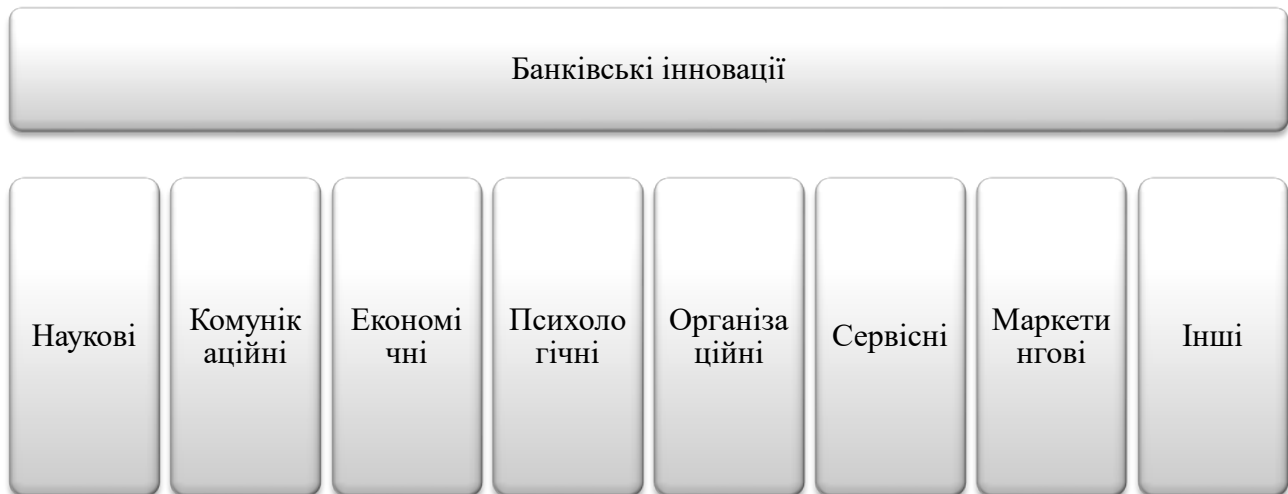 Банківські інновації
Наукові
Комунік
аційні
Економі
чні
Психоло
гічні
Організа
ційні
Сервісні
Маркети
нгові
Інші